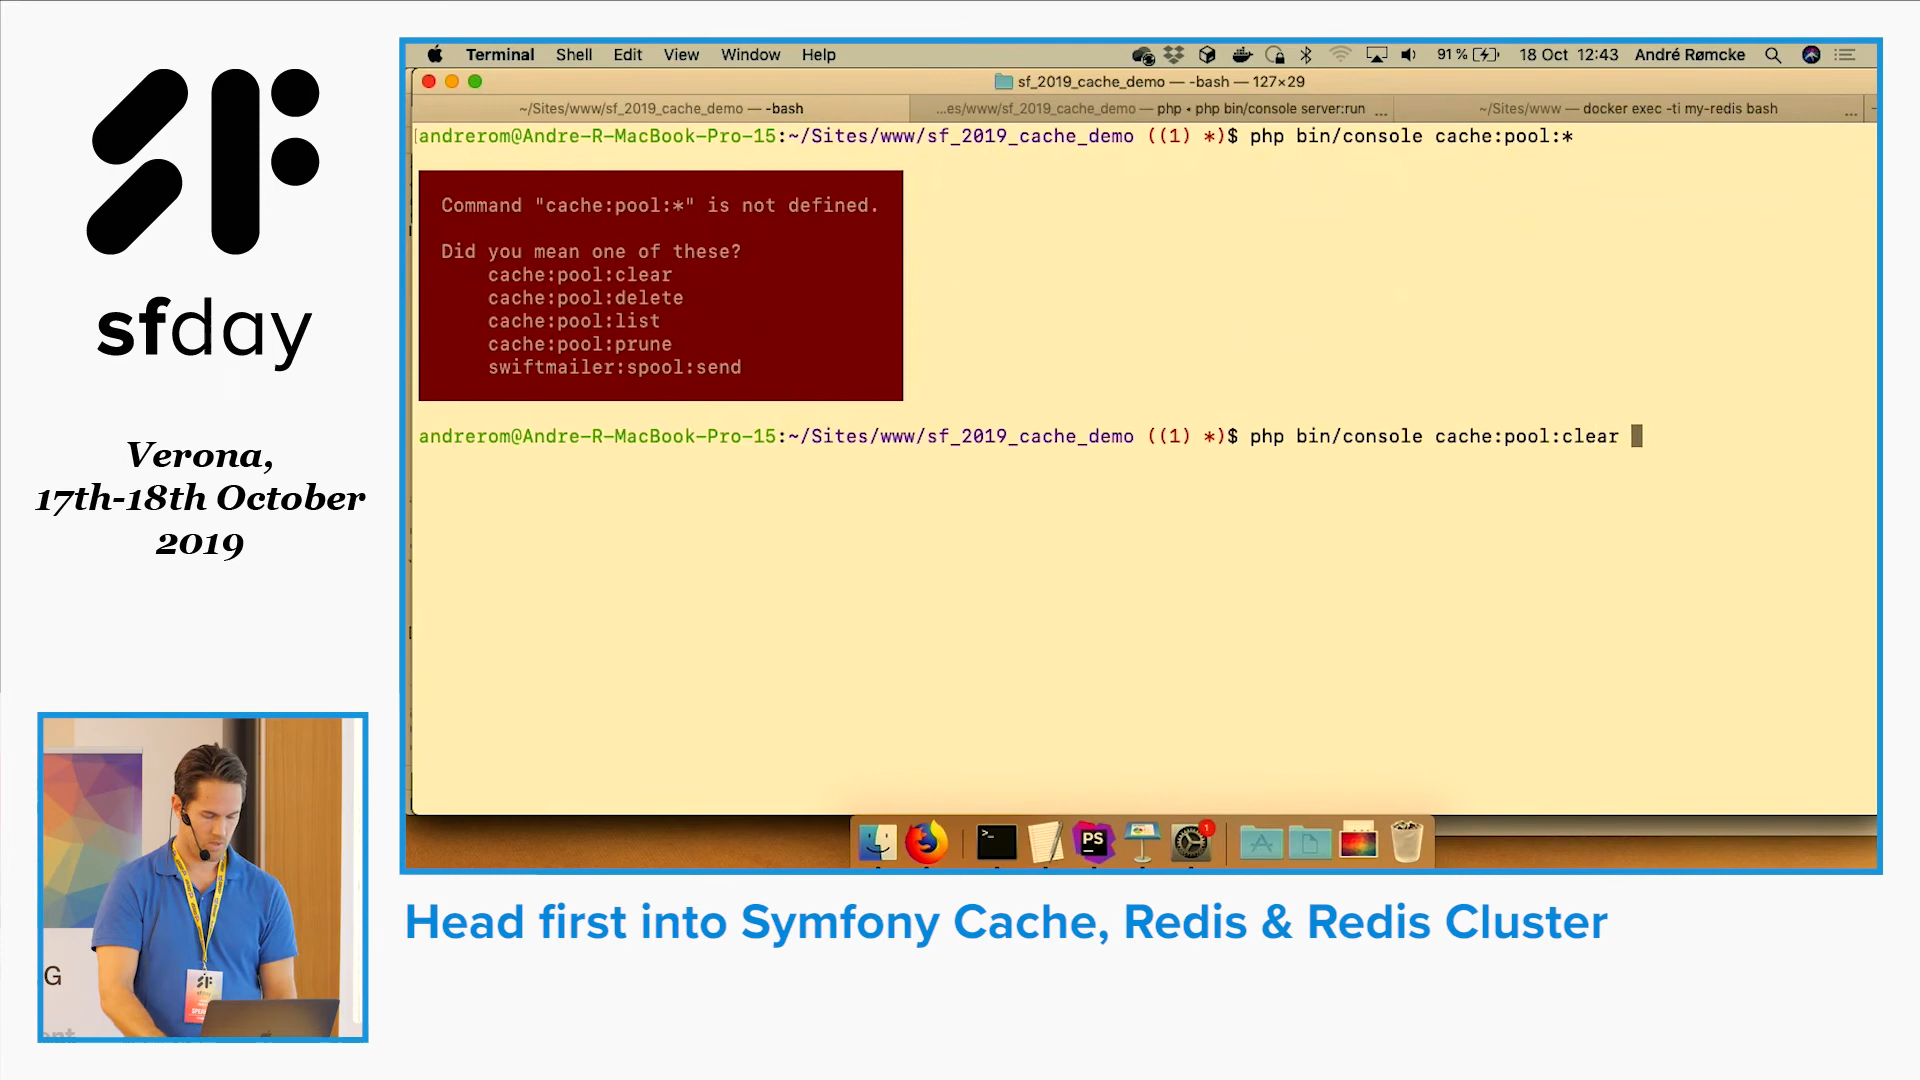 sfday
Verona,
17th-18th October
2019
Terminal Shell Edit View Window Help
91% 18 Oct 12:43 André Rømcke
sf_2019_cache_demo — -bash — 127×29
~/Sites/www/sf_2019_cache_demo — -bash
...es/www/sf_2019_cache_demo — php • php bin/console server:run ...
~/Sites/www — docker exec -ti my-redis bash ...
andrerom@Andre-R-MacBook-Pro-15:~/Sites/www/sf_2019_cache_demo ((1) *)$ php bin/console cache:pool:*
Command "cache:pool:*" is not defined.
Did you mean one of these?
cache:pool:clear
cache:pool:delete
cache:pool:list
cache:pool:prune
swiftmailer:spool:send
andrerom@Andre-R-MacBook-Pro-15:~/Sites/www/sf_2019_cache_demo ((1) *)$ php bin/console cache:pool:clear
PS
1
G
Head first into Symfony Cache, Redis & Redis Cluster